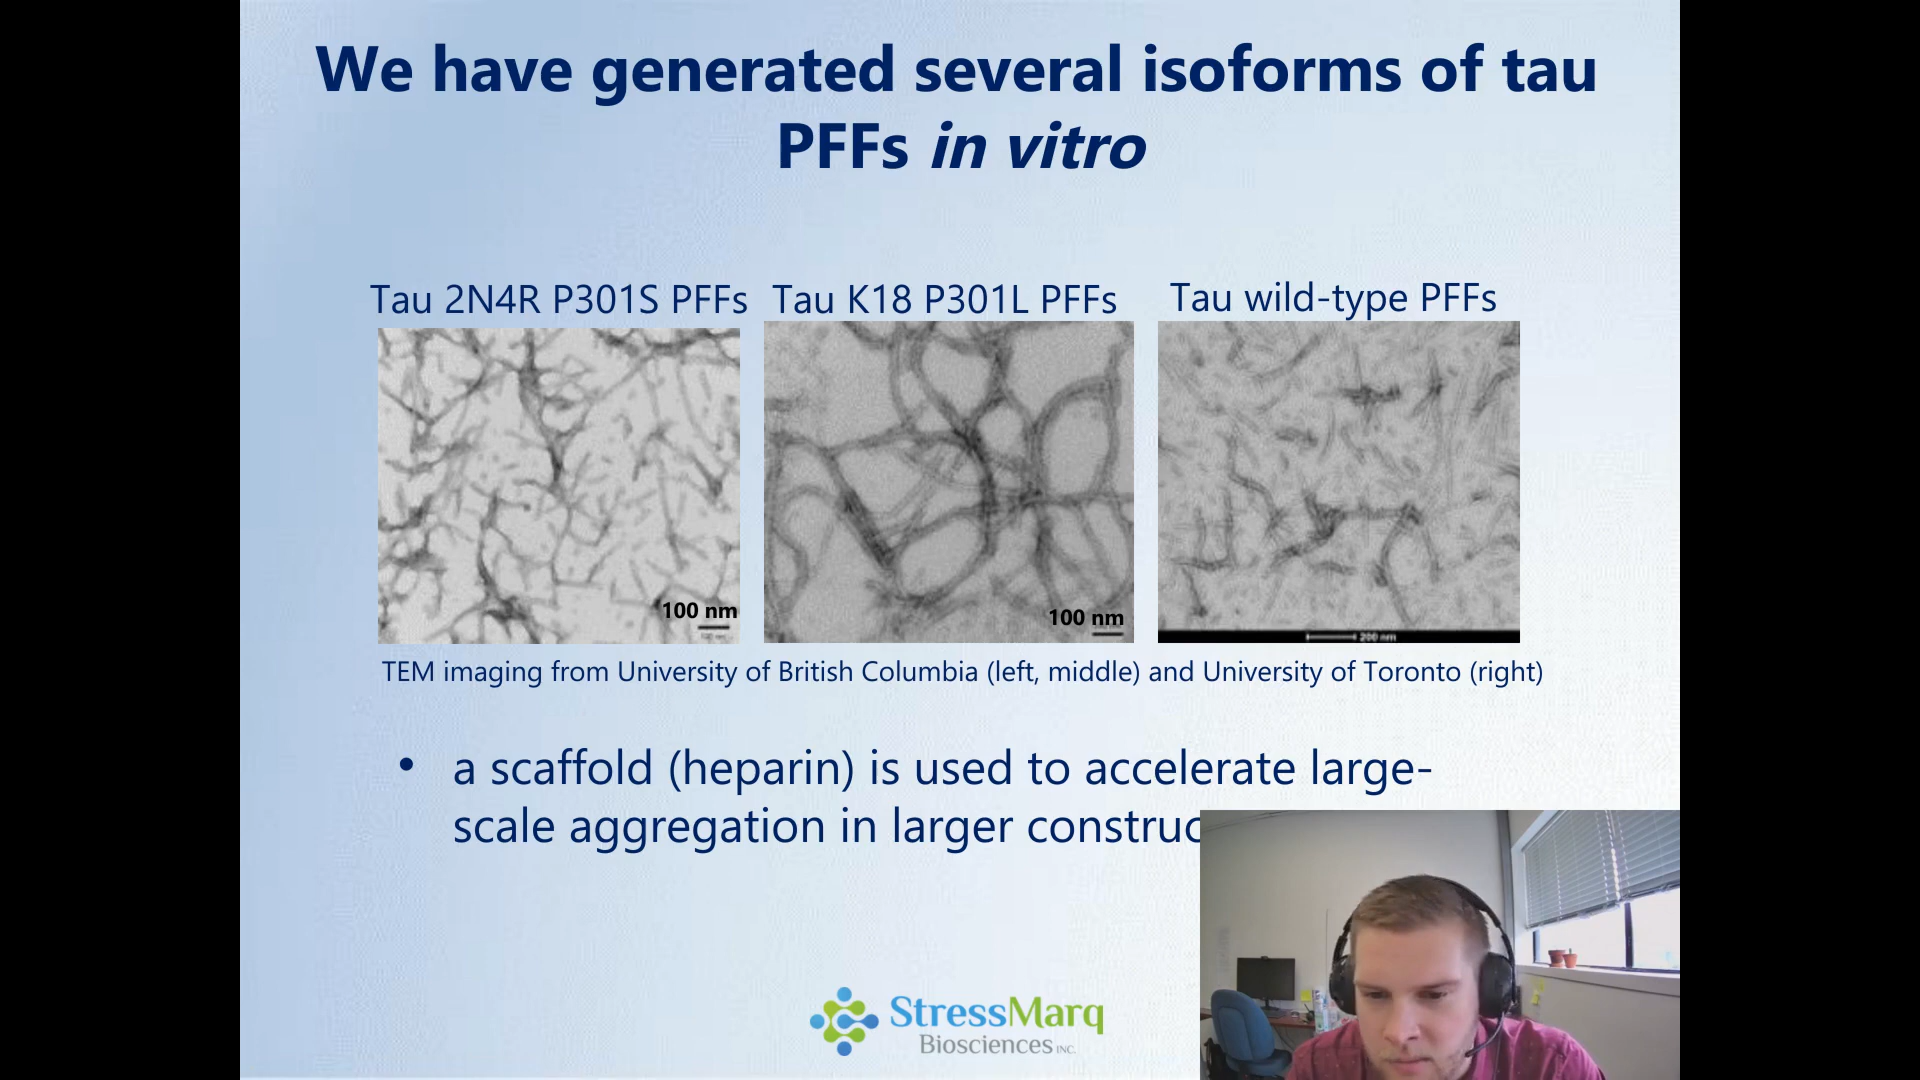 We have generated several isoforms of tau
PFFs in vitro
Tau 2N4R P301S PFFs
Tau K18 P301L PFFs
Tau wild-type PFFs
100 nm
100 nm
200 nm
TEM imaging from University of British Columbia (left, middle) and University of Toronto (right)
• a scaffold (heparin) is used to accelerate large-
scale aggregation in larger
StressMarq
Biosciences INC.